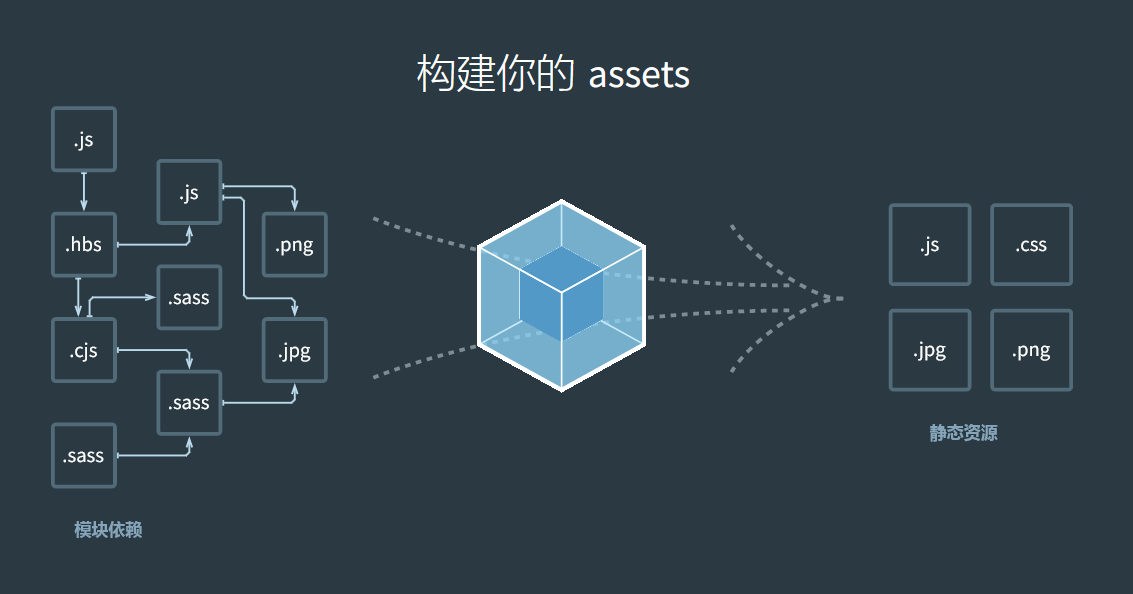 构建你的 assets
.js
.js
.hbs
.png
.sass
.cjs
.jpg
.sass
.sass
模块依赖
.js
.css
.jpg
.png
静态资源